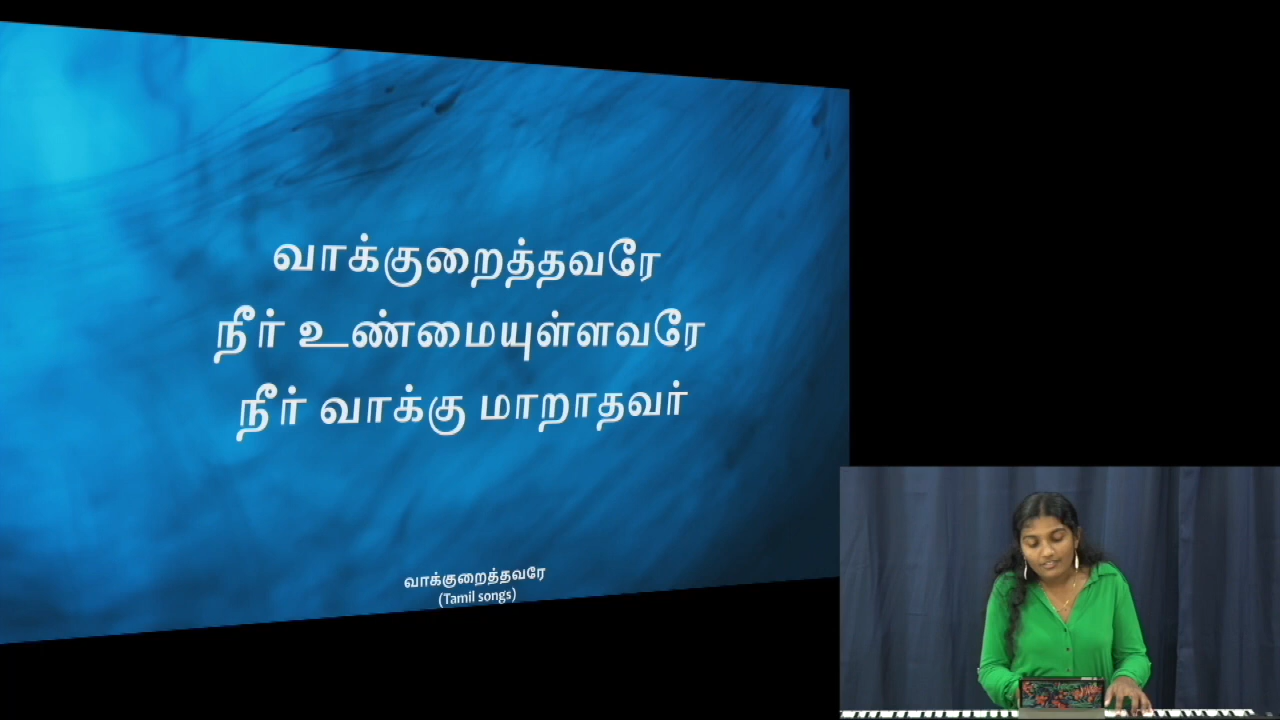 வாக்குறைத்தவரே
நீர் உண்மையுள்ளவரே
நீர் வாக்கு மாறாதவர்
வாக்குறைத்தவரே
(Tamil songs)